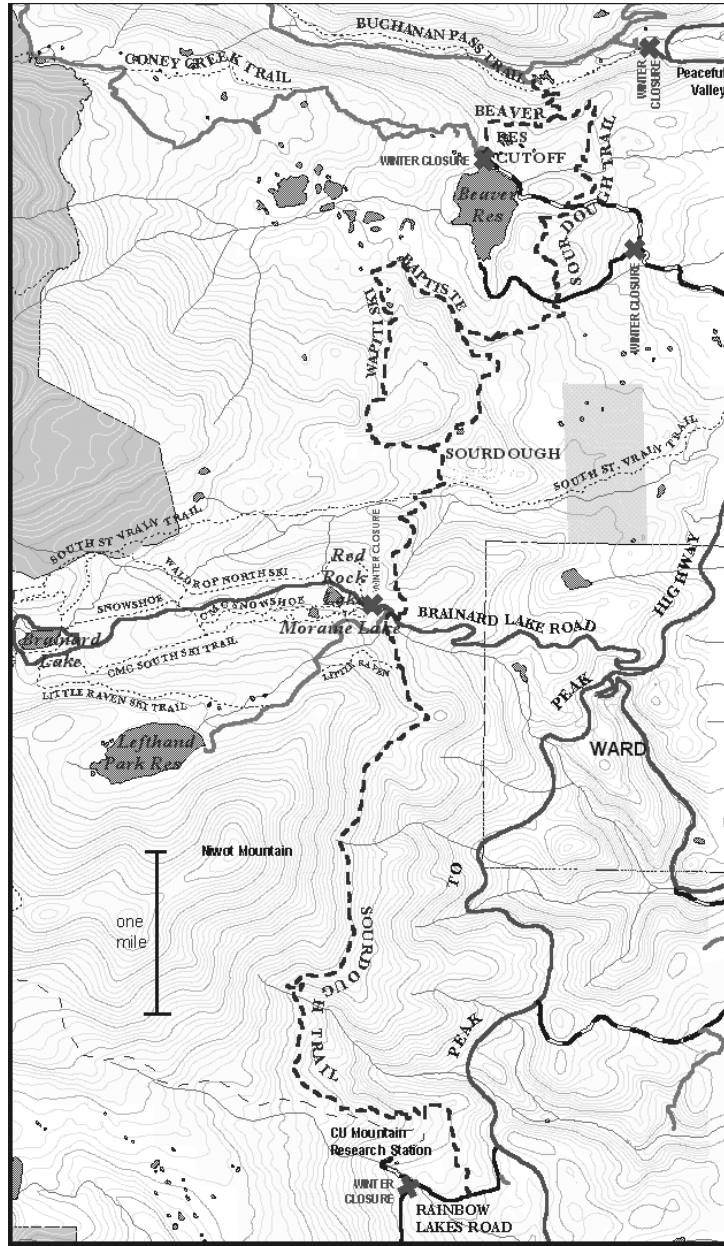 BUCHANAN PASS TRAIL
CONEY CREEK TRAIL
WINTER CLOSURE
Peaceful
Valley
BEAVER
RES
CUTOFF
WINTER CLOSURE
SOURDOUGH TRAIL
Beaver
Res
WINTER CLOSURE
BAPTISTE
WAPITI SKI
SOURDOUGH
SOUTH ST. VRAIN TRAIL
SOUTH ST VRAIN TRAIL
WALDROP NORTH SKI
Red
Rock
Lake
WINTER CLOSURE
SNOWSHOE
CMC SNOWSHOE
Moraine Lake
BRAINARD LAKE ROAD
HIGHWAY
Brainard
Lake
CMC SOUTH SKI TRAIL
LITTLE RAVEN SKI TRAIL
PEAK
WARD
Lefthand
Park Res
Niwot Mountain
TO
one
mile
SOURDOUGH TRAIL
PEAK
CU Mountain
Research Station
WINTER
CLOSURE
RAINBOW
LAKES ROAD